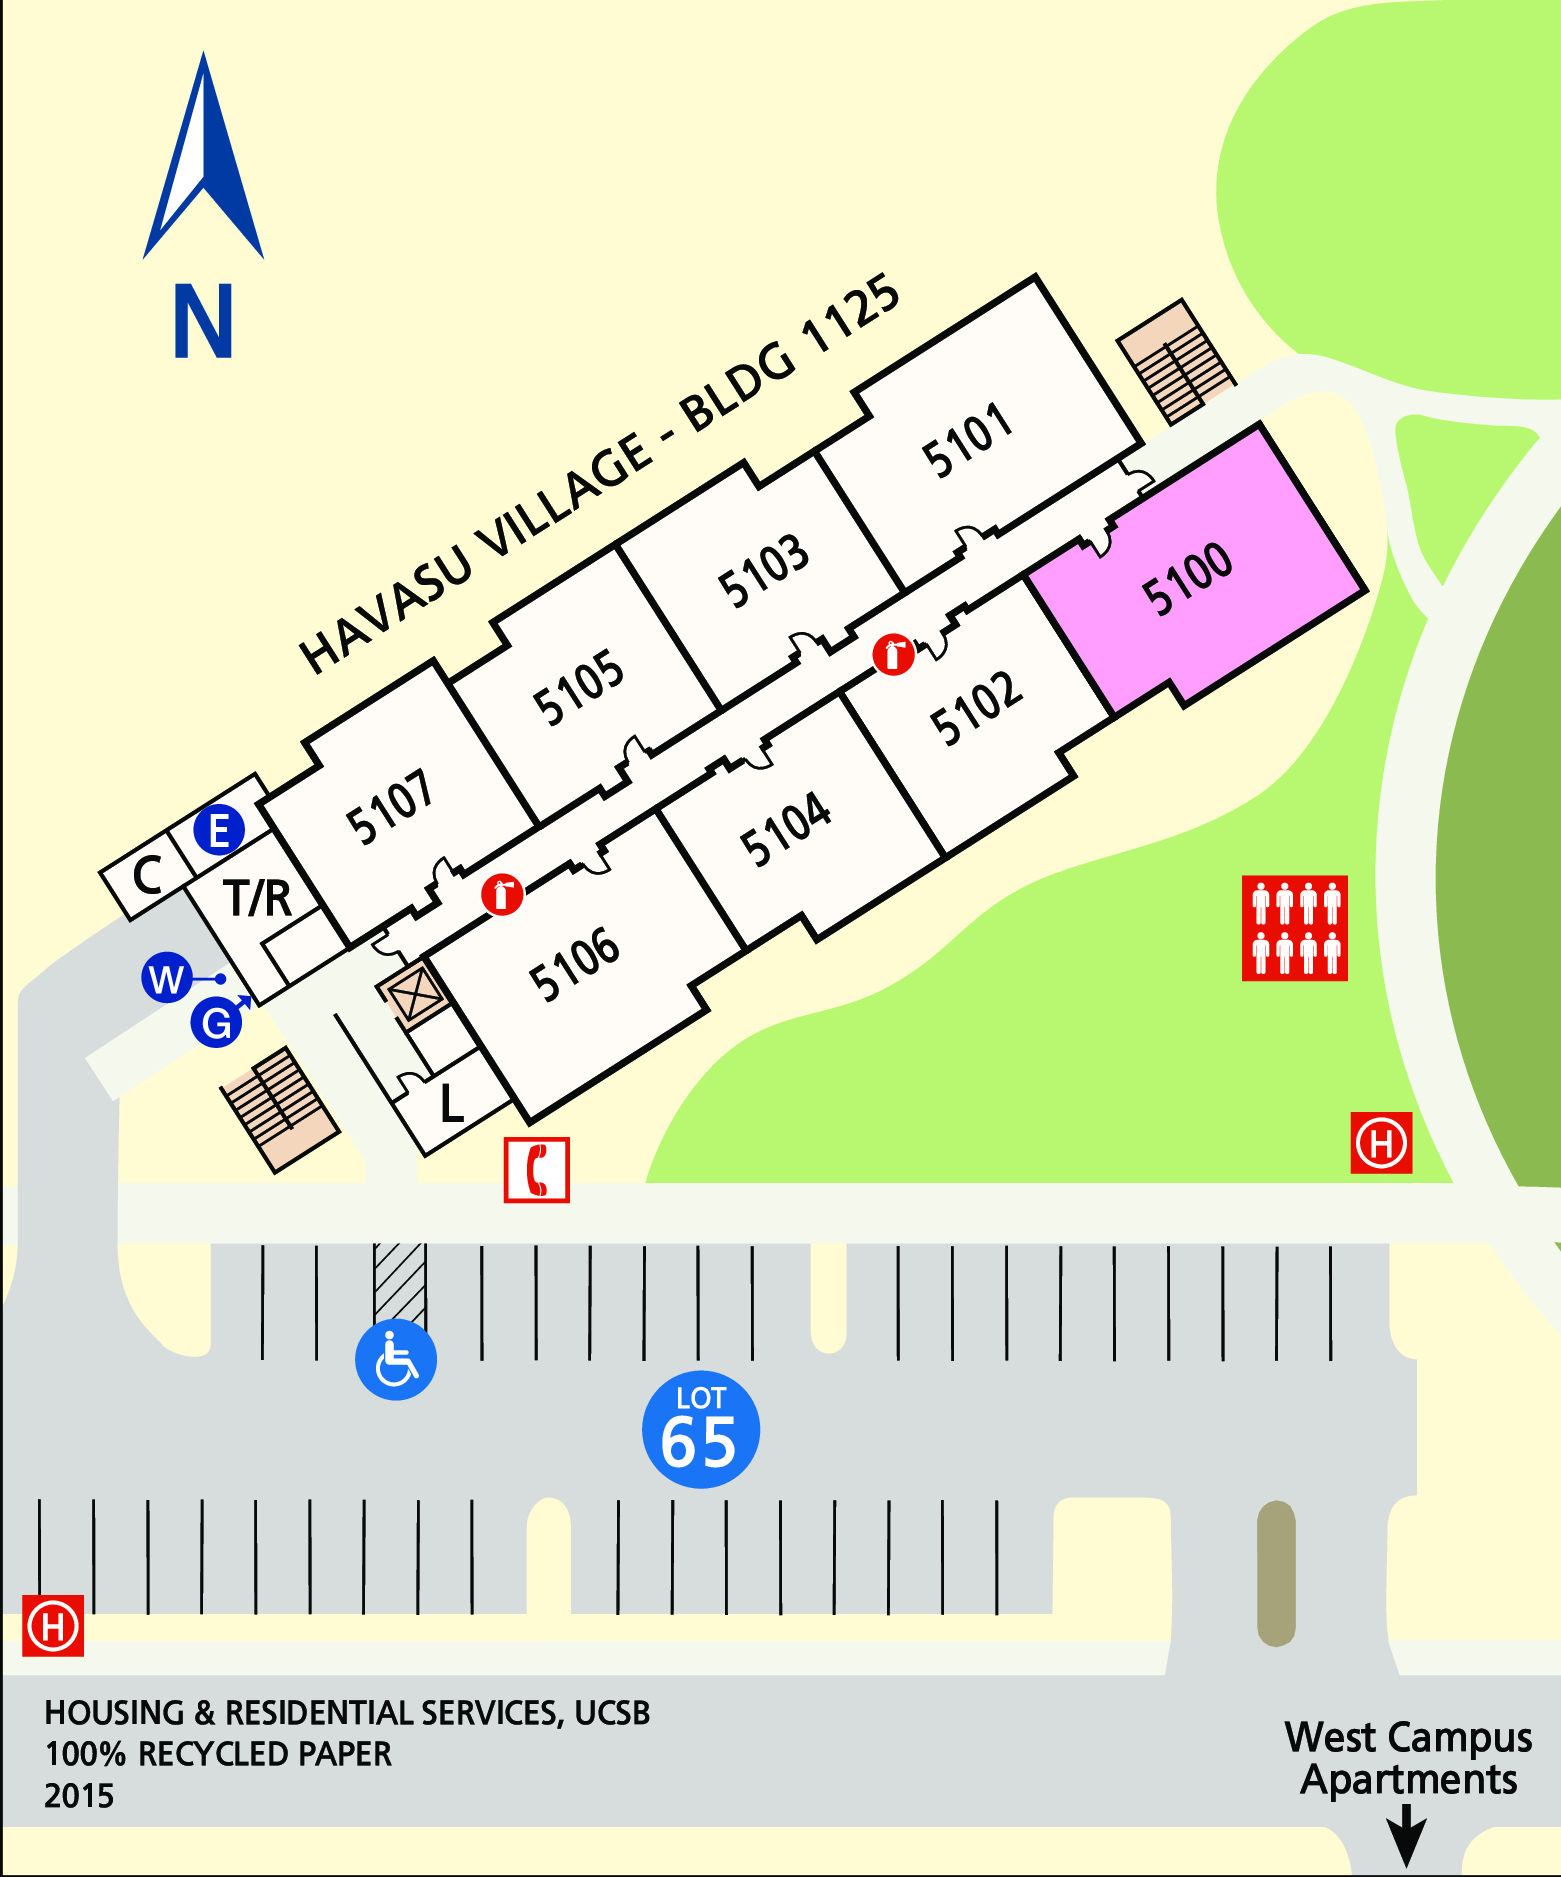 N
HAVASU VILLAGE - BLDG 1125
5101
5103
5100
5105
5102
5107
5104
E
C
T/R
5106
W
G
L
H
LOT
65
H
HOUSING & RESIDENTIAL SERVICES, UCSB
100% RECYCLED PAPER
2015
West Campus
Apartments